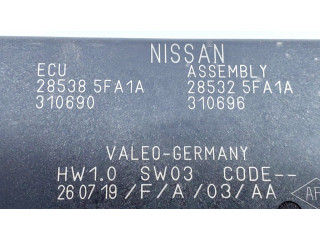 NISSAN
ECU ASSEMBLY
28538 5FA1A 28532 5FA1A
310690 310696
VALEO-GERMANY
HW1.0 SW03 CODE--
26 07 19 /F/A/03/AA